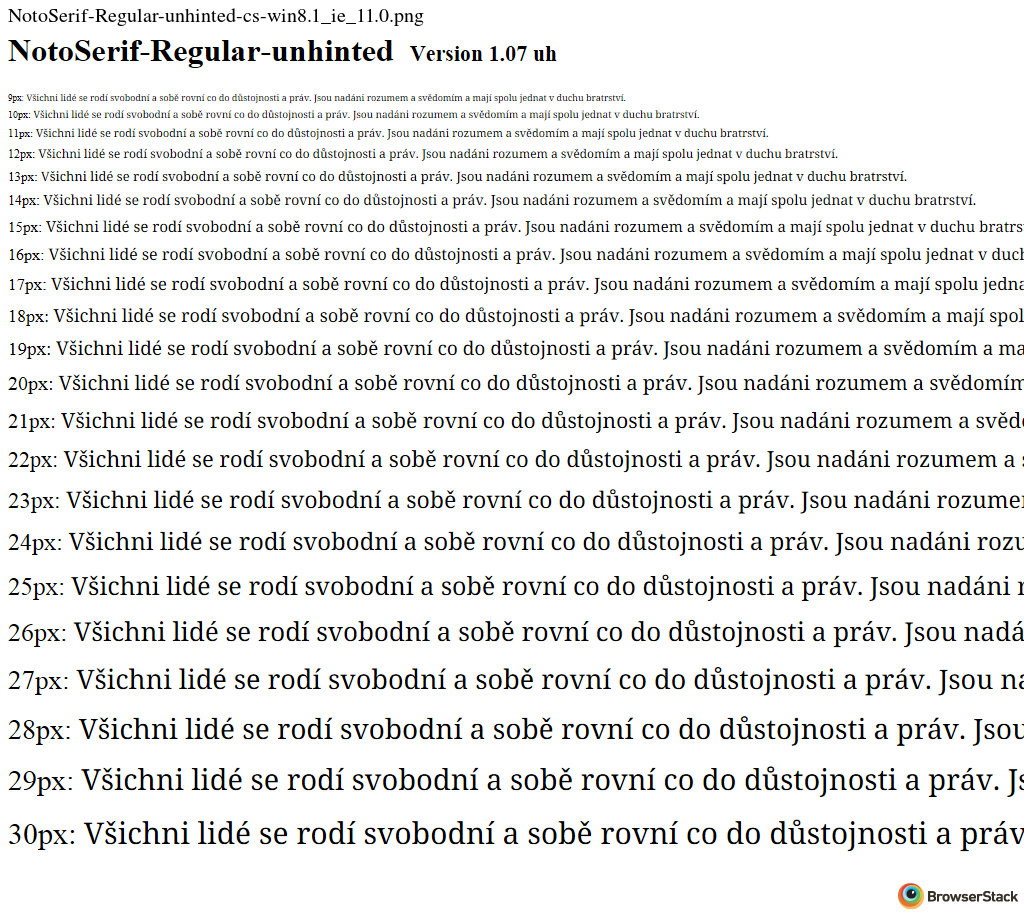 NotoSerif-Regular-unhinted-cs-win8.1_ie_11.0.png
NotoSerif-Regular-unhinted Version 1.07 uh
9px: Všichni lidé se rodí svobodní a sobě rovní co do důstojnosti a práv. Jsou nadáni rozumem a svědomím a mají spolu jednat v duchu bratrství.
10px: Všichni lidé se rodí svobodní a sobě rovní co do důstojnosti a práv. Jsou nadáni rozumem a svědomím a mají spolu jednat v duchu bratrství.
11px: Všichni lidé se rodí svobodní a sobě rovní co do důstojnosti a práv. Jsou nadáni rozumem a svědomím a mají spolu jednat v duchu bratrství.
12px: Všichni lidé se rodí svobodní a sobě rovní co do důstojnosti a práv. Jsou nadáni rozumem a svědomím a mají spolu jednat v duchu bratrství.
13px: Všichni lidé se rodí svobodní a sobě rovní co do důstojnosti a práv. Jsou nadáni rozumem a svědomím a mají spolu jednat v duchu bratrství.
14px: Všichni lidé se rodí svobodní a sobě rovní co do důstojnosti a práv. Jsou nadáni rozumem a svědomím a mají spolu jednat v duchu bratrství.
15px: Všichni lidé se rodí svobodní a sobě rovní co do důstojnosti a práv. Jsou nadáni rozumem a svědomím a mají spolu jednat v duchu bratrs
16px: Všichni lidé se rodí svobodní a sobě rovní co do důstojnosti a práv. Jsou nadáni rozumem a svědomím a mají spolu jednat v duch
17px: Všichni lidé se rodí svobodní a sobě rovní co do důstojnosti a práv. Jsou nadáni rozumem a svědomím a mají spolu jedna
18px: Všichni lidé se rodí svobodní a sobě rovní co do důstojnosti a práv. Jsou nadáni rozumem a svědomím a mají spol
19px: Všichni lidé se rodí svobodní a sobě rovní co do důstojnosti a práv. Jsou nadáni rozumem a svědomím a ma
20px: Všichni lidé se rodí svobodní a sobě rovní co do důstojnosti a práv. Jsou nadáni rozumem a svědomím
21px: Všichni lidé se rodí svobodní a sobě rovní co do důstojnosti a práv. Jsou nadáni rozumem a svědo
22px: Všichni lidé se rodí svobodní a sobě rovní co do důstojnosti a práv. Jsou nadáni rozumem a s
23px: Všichni lidé se rodí svobodní a sobě rovní co do důstojnosti a práv. Jsou nadáni rozume
24px: Všichni lidé se rodí svobodní a sobě rovní co do důstojnosti a práv. Jsou nadáni rozu
25px: Všichni lidé se rodí svobodní a sobě rovní co do důstojnosti a práv. Jsou nadáni r
26px: Všichni lidé se rodí svobodní a sobě rovní co do důstojnosti a práv. Jsou nadá
27px: Všichni lidé se rodí svobodní a sobě rovní co do důstojnosti a práv. Jsou na
28px: Všichni lidé se rodí svobodní a sobě rovní co do důstojnosti a práv. Jsou
29px: Všichni lidé se rodí svobodní a sobě rovní co do důstojnosti a práv. Js
30px: Všichni lidé se rodí svobodní a sobě rovní co do důstojnosti a práv
BrowserStack